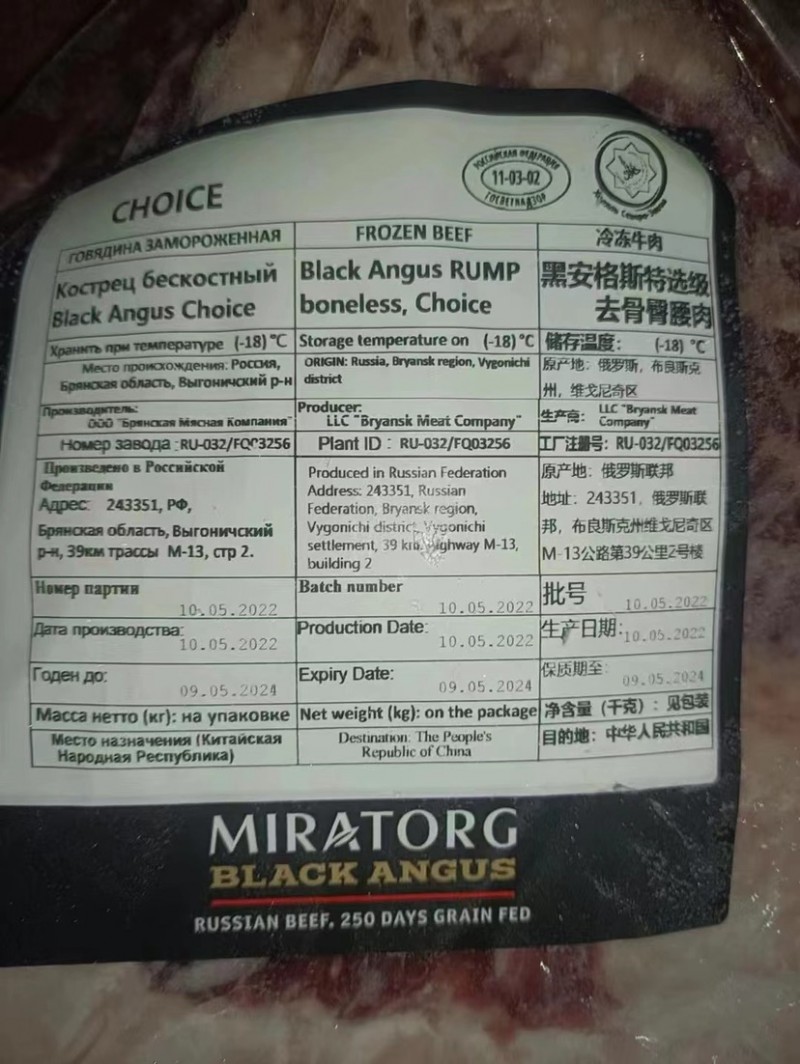 CHOICE
РОССИЙСКАЯ ФЕДЕРАЦИЯ
11-03-02
ГОСВЕТНАДЗОР
ГОВЯДИНА ЗАМОРОЖЕННАЯ
FROZEN BEEF
冷冻牛肉
Кострец бескостный
Black Angus Choice
Black Angus RUMP
boneless, Choice
黑安格斯特选级
去骨臀腰肉
Хранить при температуре (-18) °C
Storage temperature on (-18) °C
储存温度: (-18) °C
Место происхождения: Россия,
Брянская область, Выгоничский р-н
ORIGIN: Russia, Bryansk region, Vygonichi
district
原产地: 俄罗斯, 布良斯克
州, 维戈尼奇区
Производитель:
ООО "Брянская Мясная Компания"
Producer:
LLC "Bryansk Meat Company"
生产商: LLC "Bryansk Meat
Company"
Номер завода :RU-032/FQ03256
Plant ID : RU-032/FQ03256
工厂注册号: RU-032/FQ03256
Произведено в Российской
Федерации
Адрес: 243351, РФ,
Брянская область, Выгоничский
р-н, 39км трассы М-13, стр 2.
Produced in Russian Federation
Address: 243351, Russian
Federation, Bryansk region,
Vygonichi district, Vygonichi
settlement, 39 km. highway M-13,
building 2
原产地: 俄罗斯联邦
地址: 243351, 俄罗斯联
邦, 布良斯克州维戈尼奇区
M-13公路第39公里2号楼
Номер партии
10.05.2022
Batch number
10.05.2022
批号
10.05.2022
Дата производства:
10.05.2022
Production Date:
10.05.2022
生产日期:
10.05.2022
Годен до:
09.05.2024
Expiry Date:
09.05.2024
保质期至:
09.05.2024
Масса нетто (кг): на упаковке
Net weight (kg): on the package
净含量 (千克) : 见包装
Место назначения (Китайская
Народная Республика)
Destination: The People's
Republic of China
目的地: 中华人民共和国
MIRATORG
BLACK ANGUS
RUSSIAN BEEF. 250 DAYS GRAIN FED